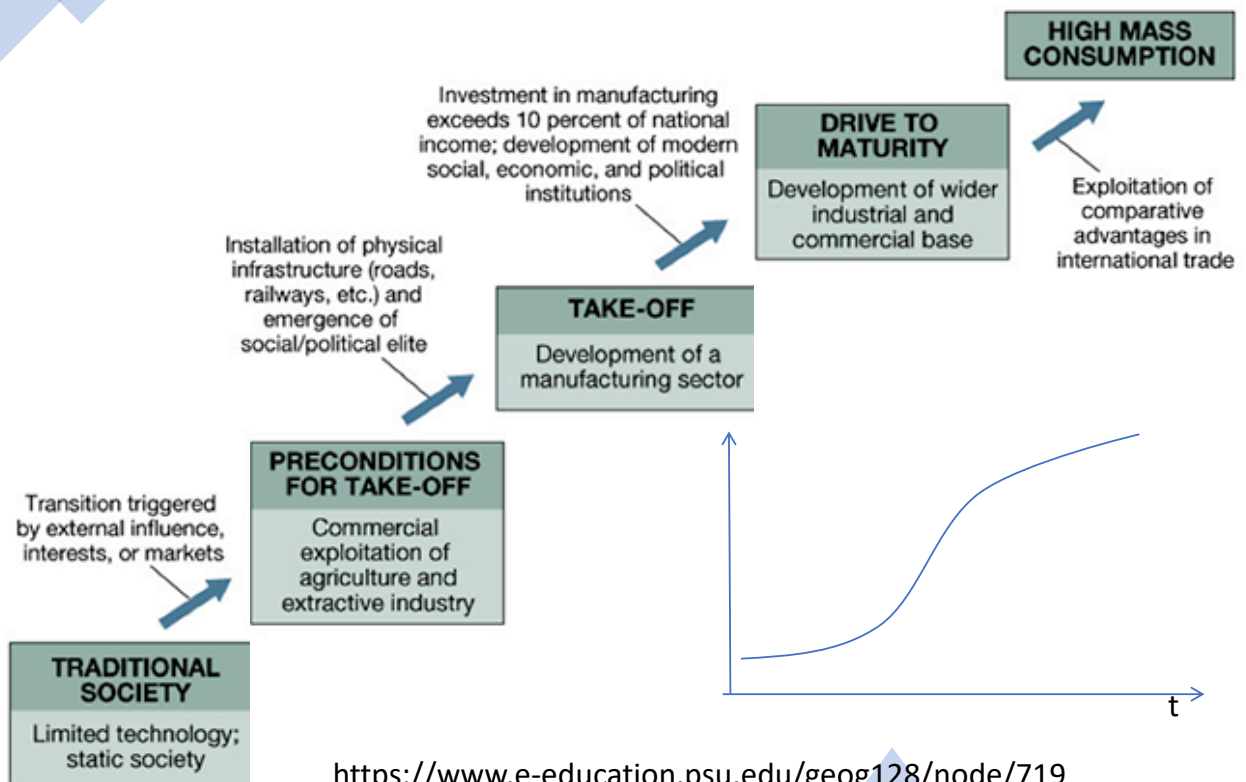 HIGH MASS
CONSUMPTION
Investment in manufacturing
exceeds 10 percent of national
income; development of modern
social, economic, and political
institutions
DRIVE TO
MATURITY
Development of wider
industrial and
commercial base
Exploitation of
comparative
advantages in
international trade
Installation of physical
infrastructure (roads,
railways, etc.) and
emergence of
social/political elite
TAKE-OFF
Development of a
manufacturing sector
PRECONDITIONS
FOR TAKE-OFF
Commercial
exploitation of
agriculture and
extractive industry
Transition triggered
by external influence,
interests, or markets
TRADITIONAL
SOCIETY
Limited technology;
static society
t
https://www.e-education.psu.edu/geog128/node/719